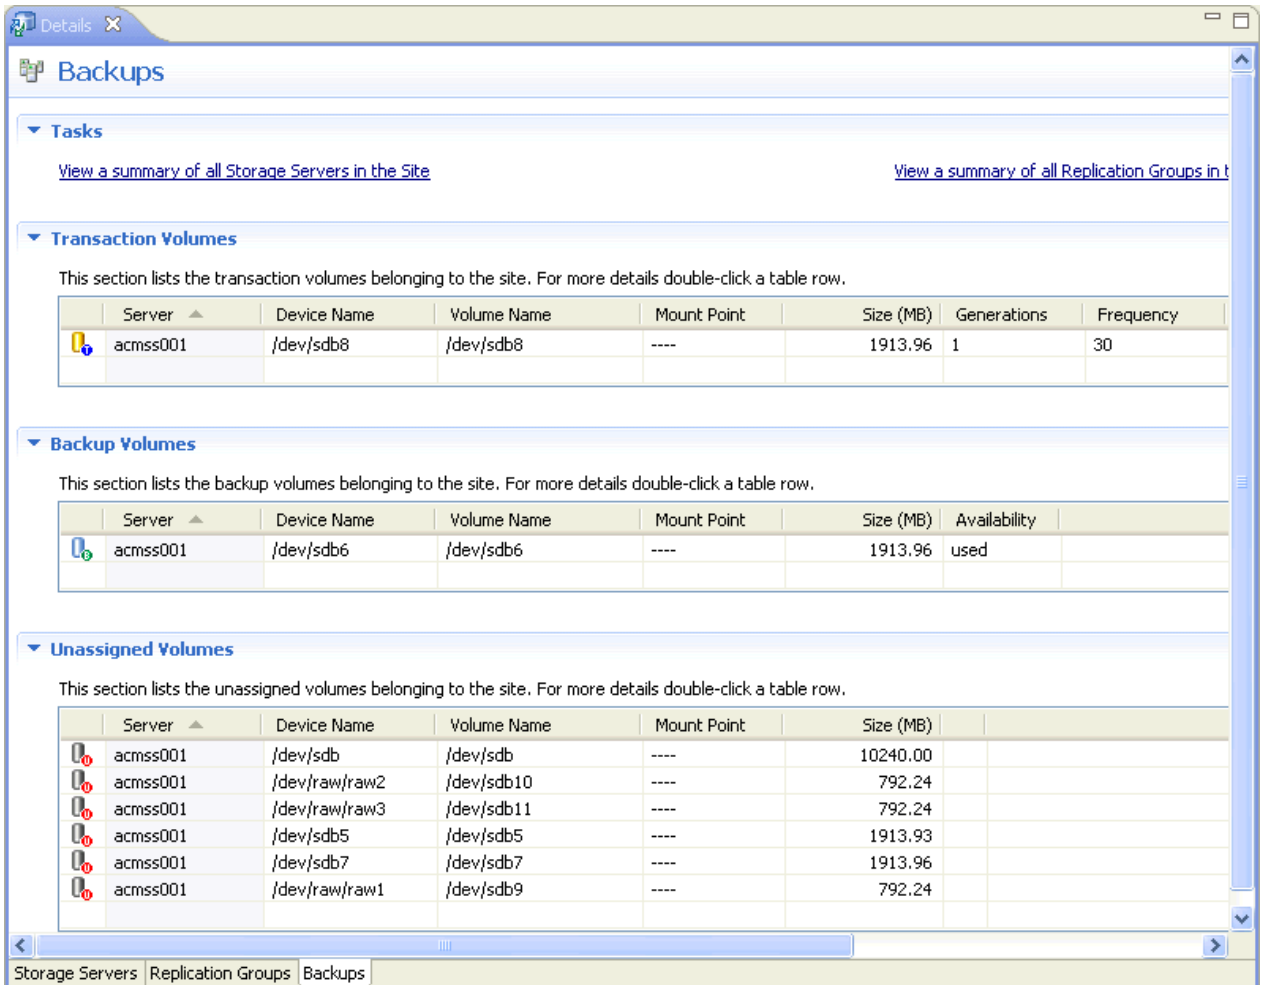 Details
Backups
Tasks
View a summary of all Storage Servers in the Site View a summary of all Replication Groups in t
Transaction Volumes
This section lists the transaction volumes belonging to the site. For more details double-click a table row.
Server Device Name Volume Name Mount Point Size (MB) Generations Frequency
acmss001 /dev/sdb8 /dev/sdb8 ---- 1913.96 1 30
Backup Volumes
This section lists the backup volumes belonging to the site. For more details double-click a table row.
Server Device Name Volume Name Mount Point Size (MB) Availability
acmss001 /dev/sdb6 /dev/sdb6 ---- 1913.96 used
Unassigned Volumes
This section lists the unassigned volumes belonging to the site. For more details double-click a table row.
Server Device Name Volume Name Mount Point Size (MB)
acmss001 /dev/sdb /dev/sdb ---- 10240.00
acmss001 /dev/raw/raw2 /dev/sdb10 ---- 792.24
acmss001 /dev/raw/raw3 /dev/sdb11 ---- 792.24
acmss001 /dev/sdb5 /dev/sdb5 ---- 1913.93
acmss001 /dev/sdb7 /dev/sdb7 ---- 1913.96
acmss001 /dev/raw/raw1 /dev/sdb9 ---- 792.24
Storage Servers Replication Groups Backups